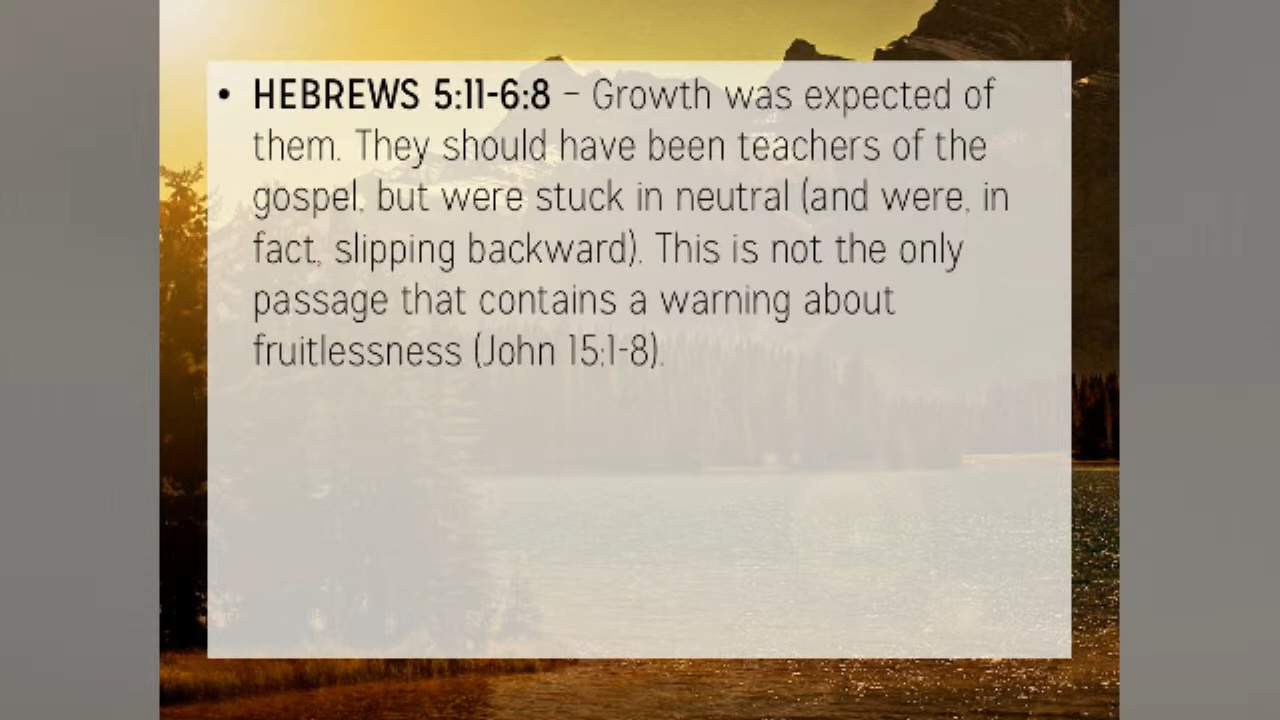 • HEBREWS 5:11-6:8 – Growth was expected of
them. They should have been teachers of the
gospel, but were stuck in neutral (and were, in
fact, slipping backward). This is not the only
passage that contains a warning about
fruitlessness (John 15:1-8).